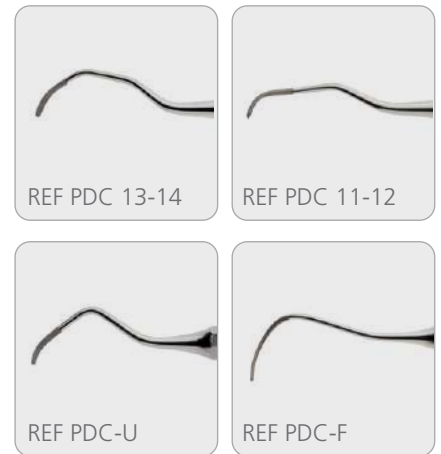 REF PDC 13-14
REF PDC 11-12
REF PDC-U
REF PDC-F